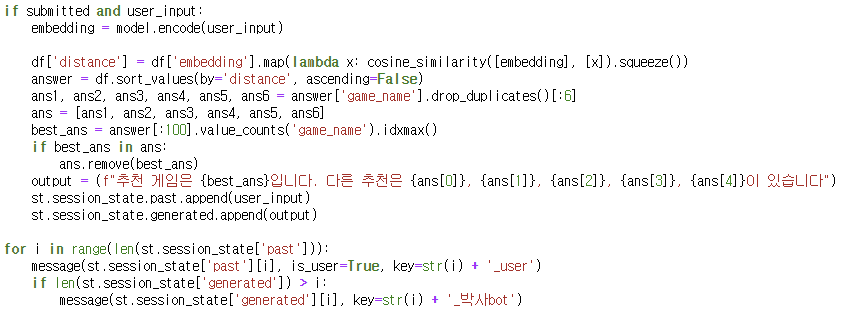 if submitted and user_input:
    embedding = model.encode(user_input)

    df['distance'] = df['embedding'].map(lambda x: cosine_similarity([embedding], [x]).squeeze())
    answer = df.sort_values(by='distance', ascending=False)
    ans1, ans2, ans3, ans4, ans5, ans6 = answer['game_name'].drop_duplicates()[:6]
    ans = [ans1, ans2, ans3, ans4, ans5, ans6]
    best_ans = answer[:100].value_counts('game_name').idxmax()
    if best_ans in ans:
        ans.remove(best_ans)
    output = (f"추천 게임은 {best_ans}입니다. 다른 추천은 {ans[0]}, {ans[1]}, {ans[2]}, {ans[3]}, {ans[4]}이 있습니다")
    st.session_state.past.append(user_input)
    st.session_state.generated.append(output)

for i in range(len(st.session_state['past'])):
    message(st.session_state['past'][i], is_user=True, key=str(i) + '_user')
    if len(st.session_state['generated']) > i:
        message(st.session_state['generated'][i], key=str(i) + '_박사bot')